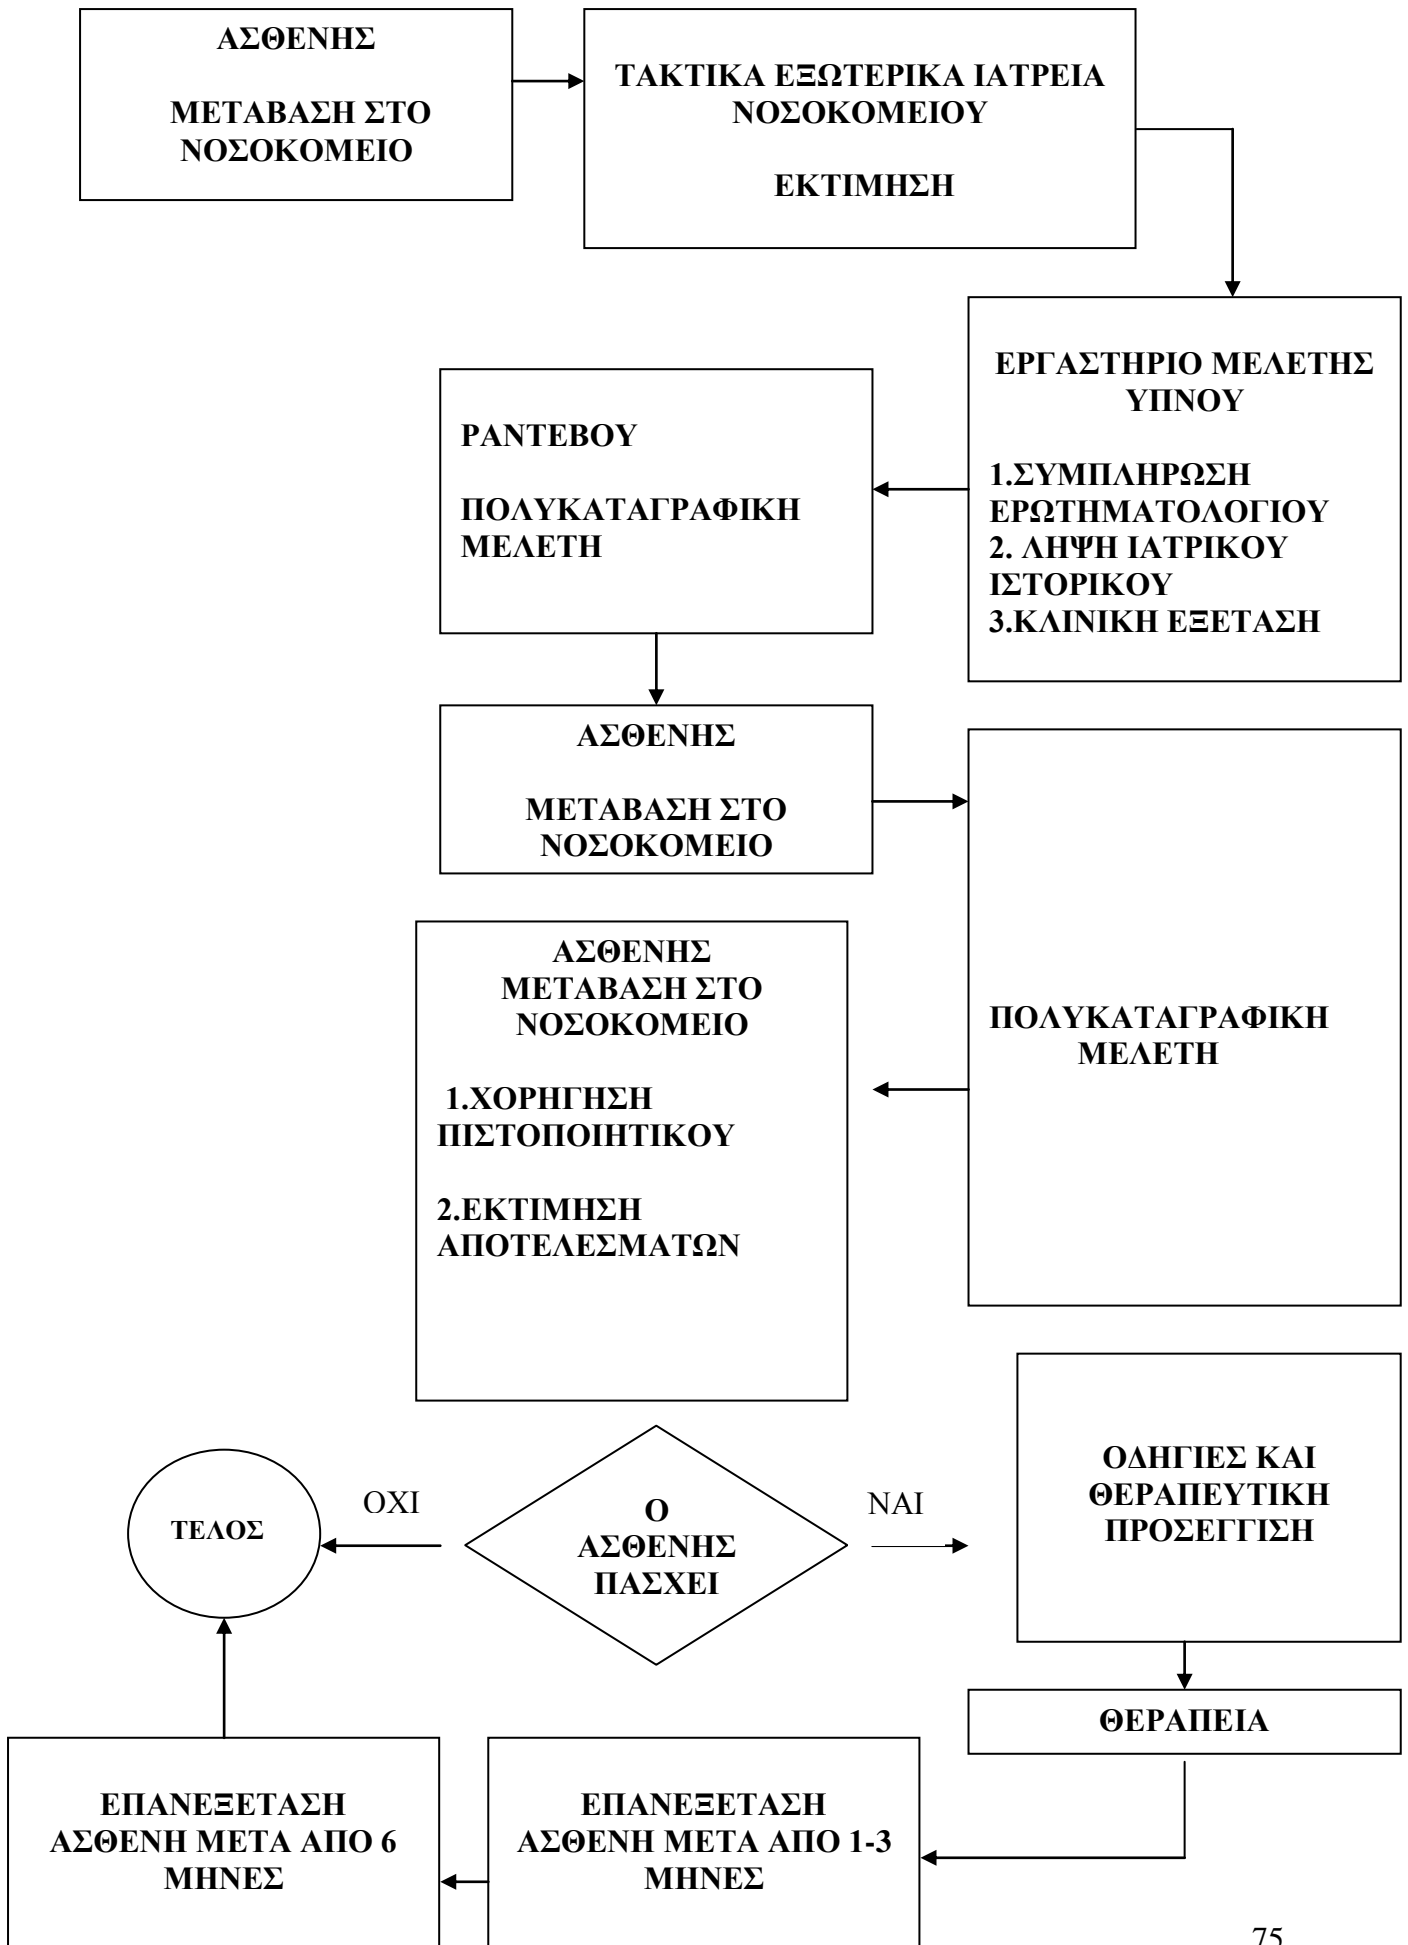 ΑΣΘΕΝΗΣ
ΜΕΤΑΒΑΣΗ ΣΤΟ
ΝΟΣΟΚΟΜΕΙΟ
ΤΑΚΤΙΚΑ ΕΞΩΤΕΡΙΚΑ ΙΑΤΡΕΙΑ
ΝΟΣΟΚΟΜΕΙΟΥ
ΕΚΤΙΜΗΣΗ
ΕΡΓΑΣΤΗΡΙΟ ΜΕΛΕΤΗΣ
ΥΠΝΟΥ
1.ΣΥΜΠΛΗΡΩΣΗ
ΕΡΩΤΗΜΑΤΟΛΟΓΙΟΥ
2. ΛΗΨΗ ΙΑΤΡΙΚΟΥ
ΙΣΤΟΡΙΚΟΥ
3.ΚΛΙΝΙΚΗ ΕΞΕΤΑΣΗ
ΡΑΝΤΕΒΟΥ
ΠΟΛΥΚΑΤΑΓΡΑΦΙΚΗ
ΜΕΛΕΤΗ
ΑΣΘΕΝΗΣ
ΜΕΤΑΒΑΣΗ ΣΤΟ
ΝΟΣΟΚΟΜΕΙΟ
ΠΟΛΥΚΑΤΑΓΡΑΦΙΚΗ
ΜΕΛΕΤΗ
ΑΣΘΕΝΗΣ
ΜΕΤΑΒΑΣΗ ΣΤΟ
ΝΟΣΟΚΟΜΕΙΟ
1.ΧΟΡΗΓΗΣΗ
ΠΙΣΤΟΠΟΙΗΤΙΚΟΥ
2.ΕΚΤΙΜΗΣΗ
ΑΠΟΤΕΛΕΣΜΑΤΩΝ
Ο
ΑΣΘΕΝΗΣ
ΠΑΣΧΕΙ
ΟΧΙ
ΤΕΛΟΣ
ΝΑΙ
ΟΔΗΓΙΕΣ ΚΑΙ
ΘΕΡΑΠΕΥΤΙΚΗ
ΠΡΟΣΕΓΓΙΣΗ
ΘΕΡΑΠΕΙΑ
ΕΠΑΝΕΞΕΤΑΣΗ
ΑΣΘΕΝΗ ΜΕΤΑ ΑΠΟ 1-3
ΜΗΝΕΣ
ΕΠΑΝΕΞΕΤΑΣΗ
ΑΣΘΕΝΗ ΜΕΤΑ ΑΠΟ 6
ΜΗΝΕΣ
75